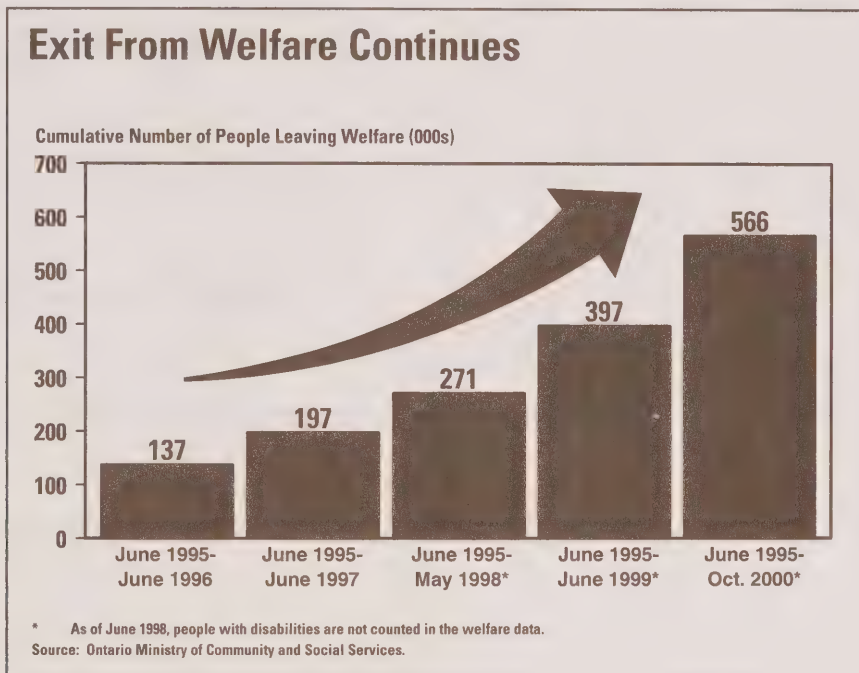 Exit From Welfare Continues
Cumulative Number of People Leaving Welfare (000s)
700
600
500
400
300
200
100
0
137
197
271
397
566
June 1995-
June 1996
June 1995-
June 1997
June 1995-
May 1998*
June 1995-
June 1999*
June 1995-
Oct. 2000*
* As of June 1998, people with disabilities are not counted in the welfare data.
Source: Ontario Ministry of Community and Social Services.